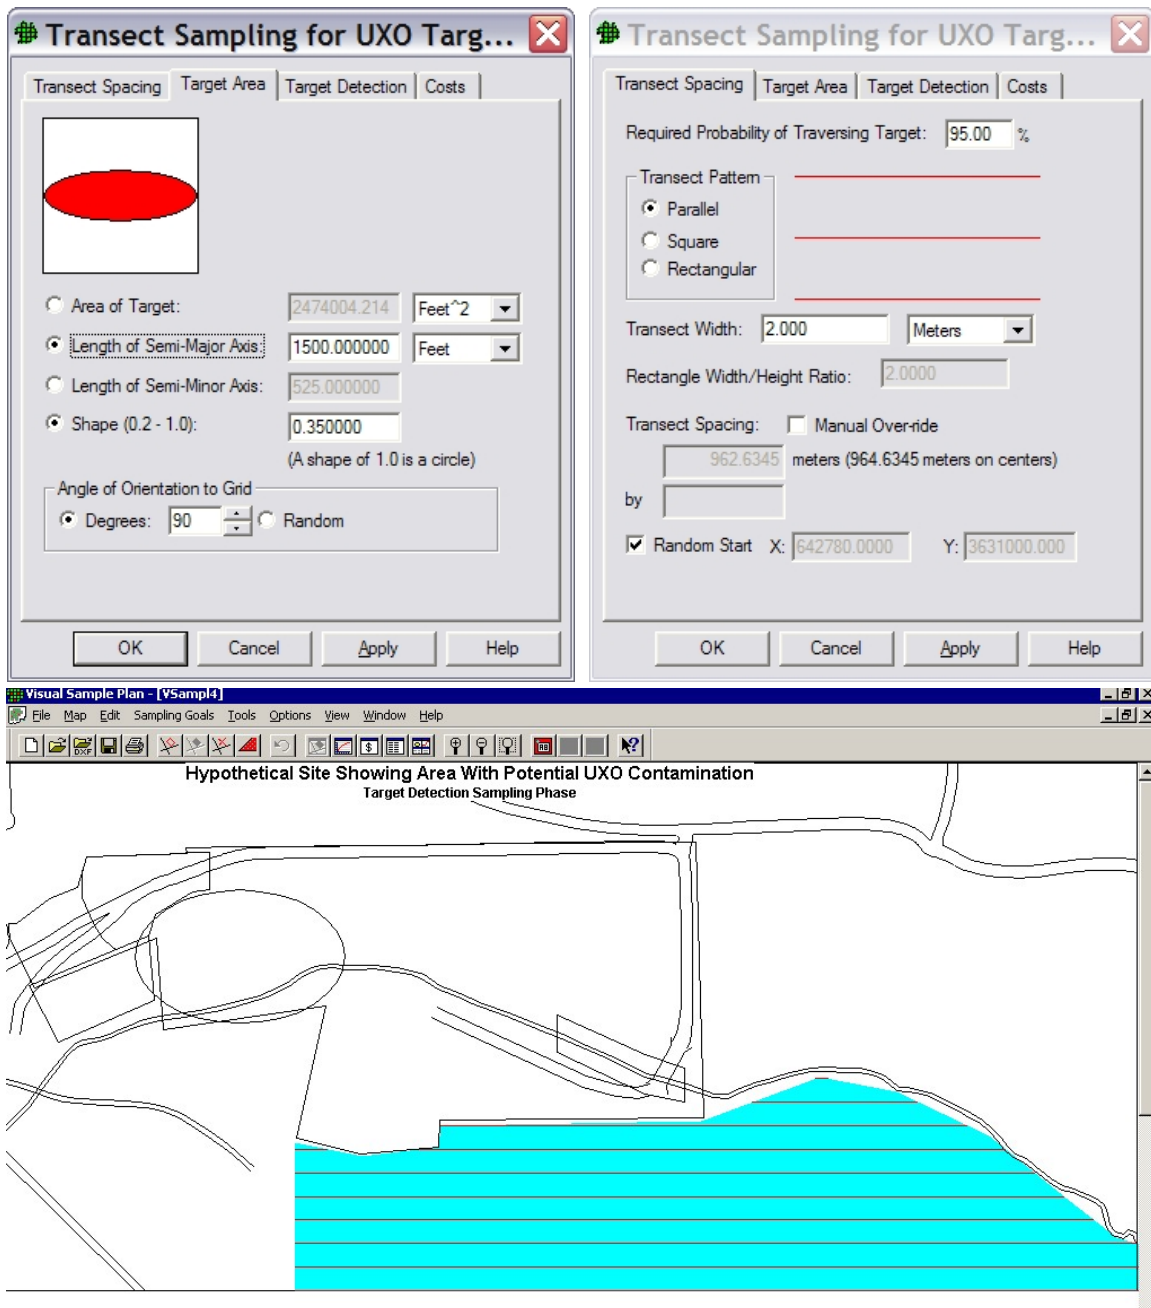 Transect Sampling for UXO Targ...
Transect Spacing Target Area Target Detection Costs
Area of Target: 2474004.214 Feet^2
Length of Semi-Major Axis: 1500.000000 Feet
Length of Semi-Minor Axis: 525.000000
Shape (0.2 - 1.0): 0.350000
(A shape of 1.0 is a circle)
Angle of Orientation to Grid
Degrees: 90 Random
OK Cancel Apply Help
Transect Sampling for UXO Targ...
Transect Spacing Target Area Target Detection Costs
Required Probability of Traversing Target: 95.00 %
Transect Pattern
Parallel
Square
Rectangular
Transect Width: 2.000 Meters
Rectangle Width/Height Ratio: 2.0000
Transect Spacing: Manual Over-ride
962.6345 meters (964.6345 meters on centers)
by
Random Start X: 642780.0000 Y: 3631000.000
OK Cancel Apply Help
Visual Sample Plan - [VSampl4]
File Map Edit Sampling Goals Tools Options View Window Help
DXF $
Hypothetical Site Showing Area With Potential UXO Contamination
Target Detection Sampling Phase